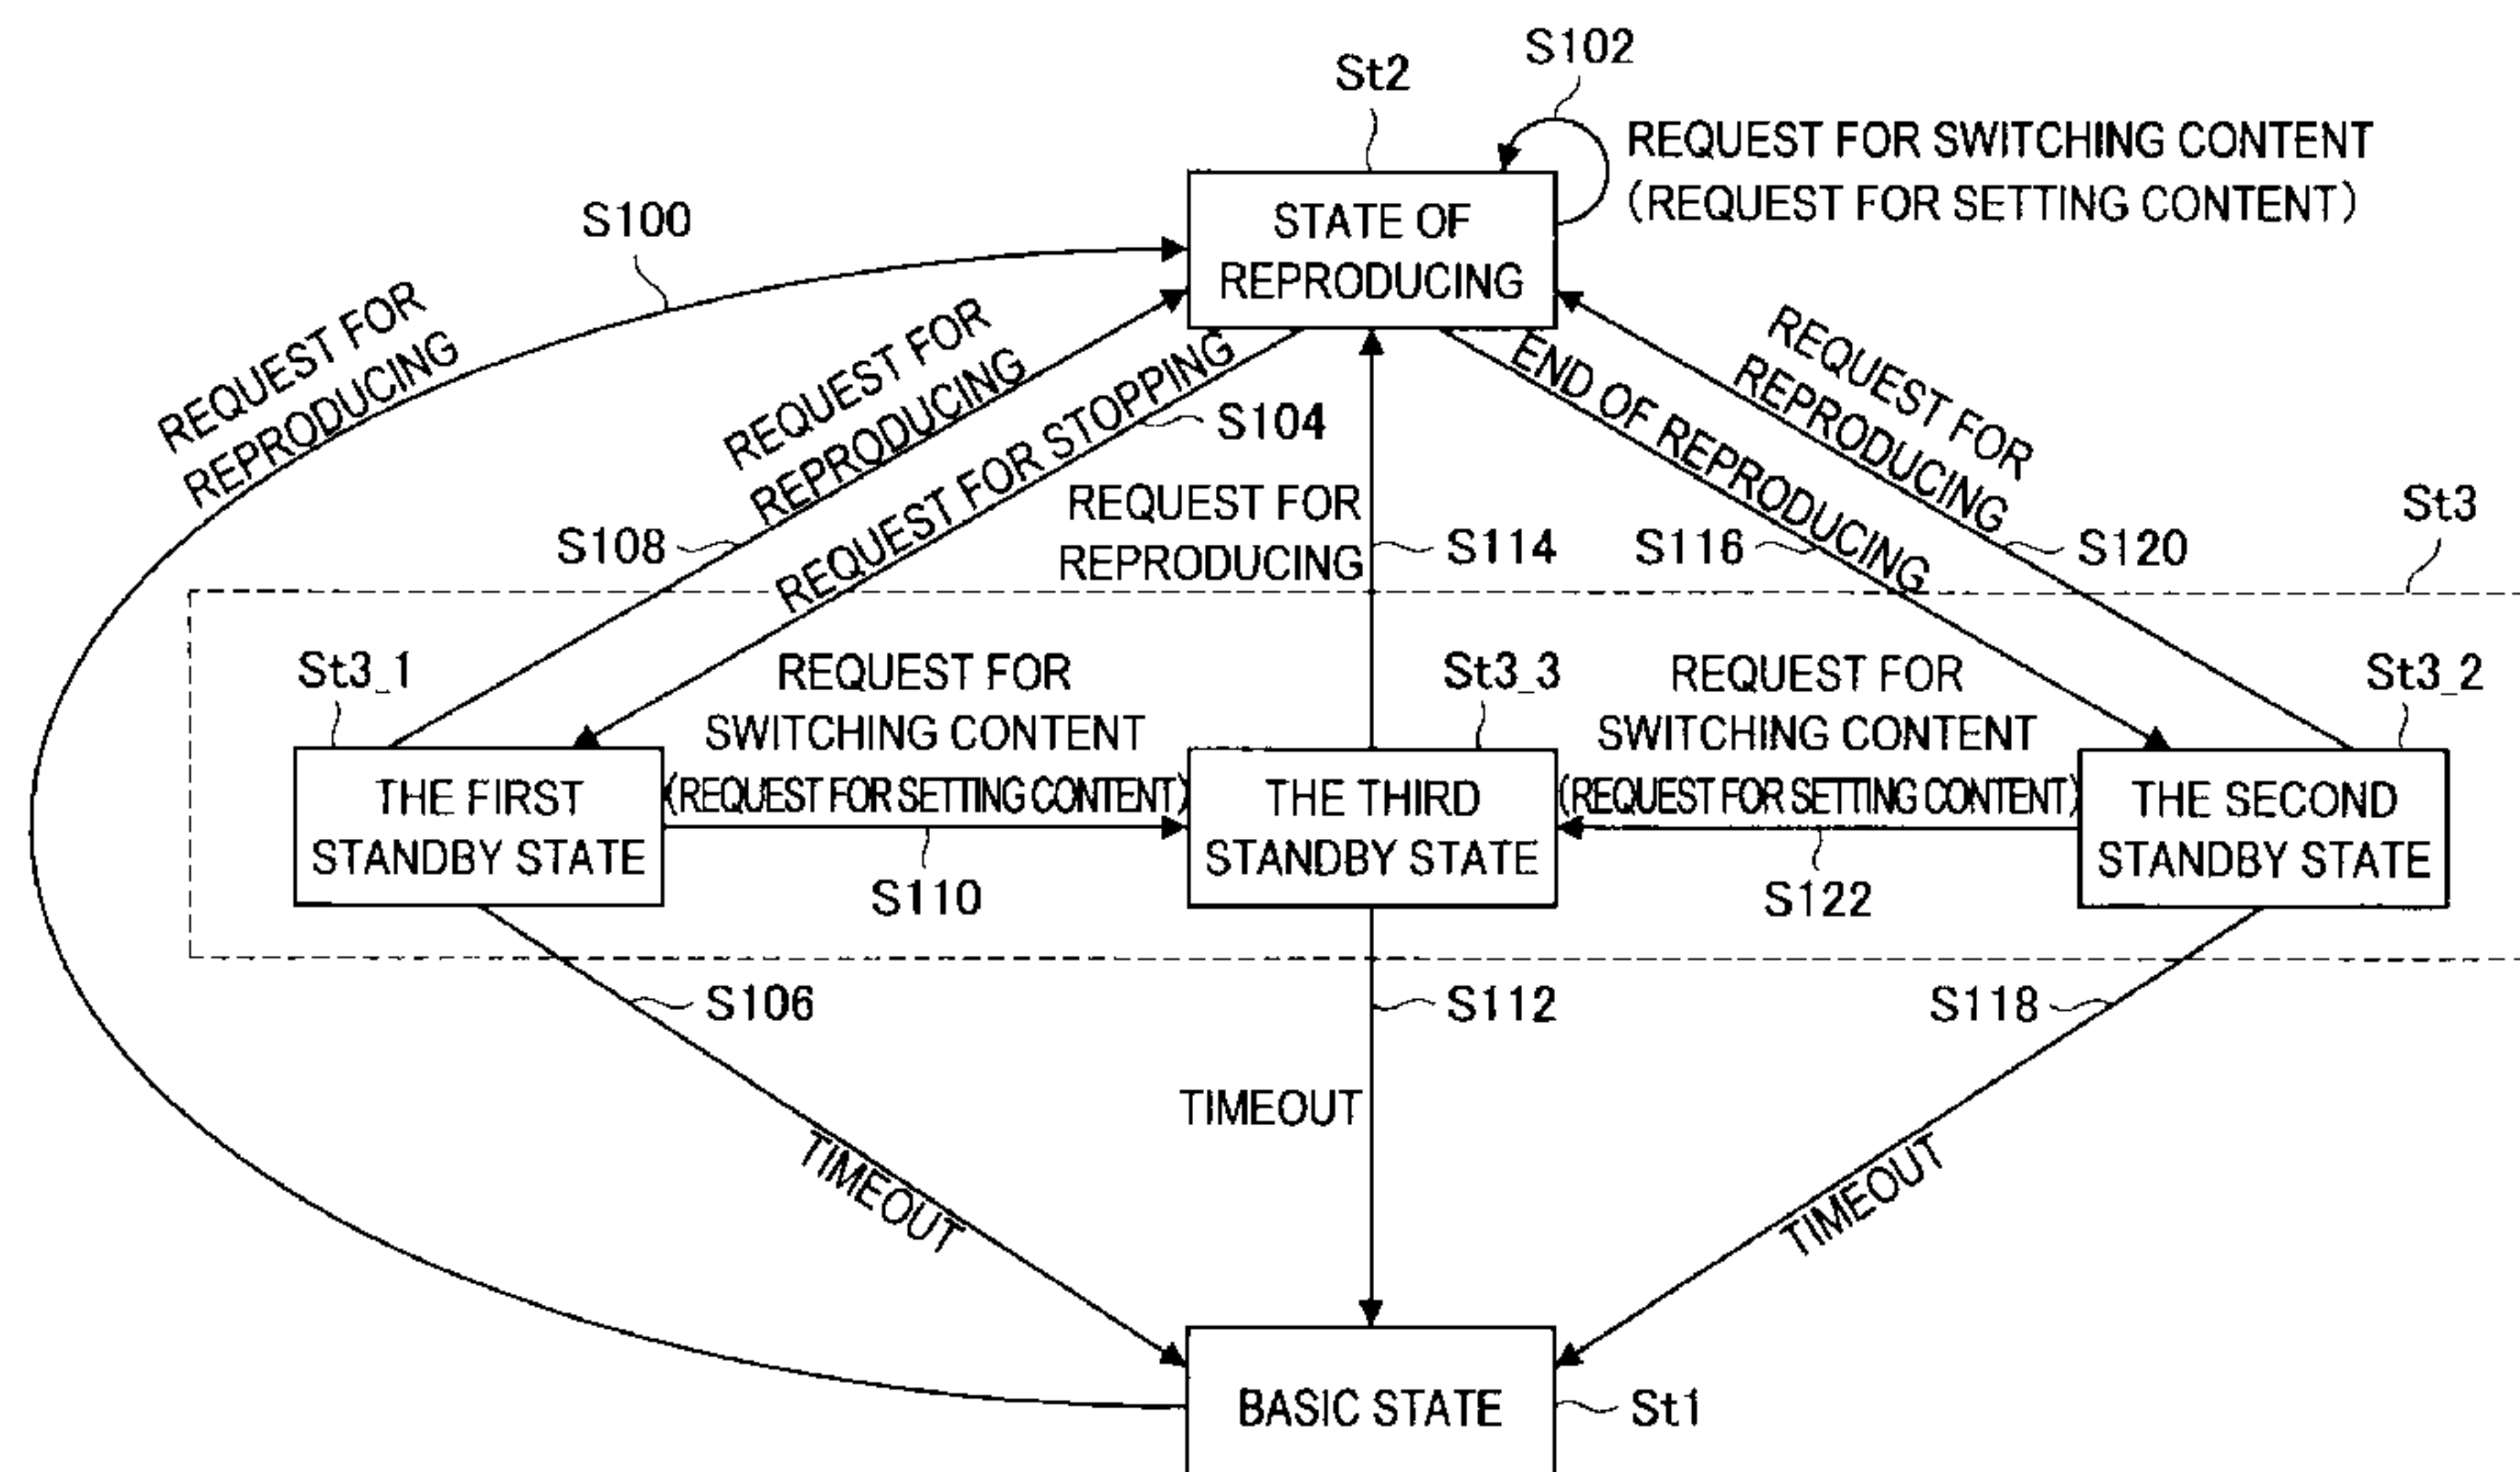 St2
S102
REQUEST FOR SWITCHING CONTENT
(REQUEST FOR SETTING CONTENT)
STATE OF
REPRODUCING
S100
REQUEST FOR
REPRODUCING
REQUEST FOR
REPRODUCING
S108
REQUEST FOR STOPPING
S104
REQUEST FOR
REPRODUCING
S114
END OF REPRODUCING
S116
REQUEST FOR
REPRODUCING
S120
St3
St3_1
THE FIRST
STANDBY STATE
REQUEST FOR
SWITCHING CONTENT
(REQUEST FOR SETTING CONTENT)
S110
St3_3
THE THIRD
STANDBY STATE
REQUEST FOR
SWITCHING CONTENT
(REQUEST FOR SETTING CONTENT)
S122
St3_2
THE SECOND
STANDBY STATE
S106
TIMEOUT
S112
TIMEOUT
S118
TIMEOUT
BASIC STATE
St1